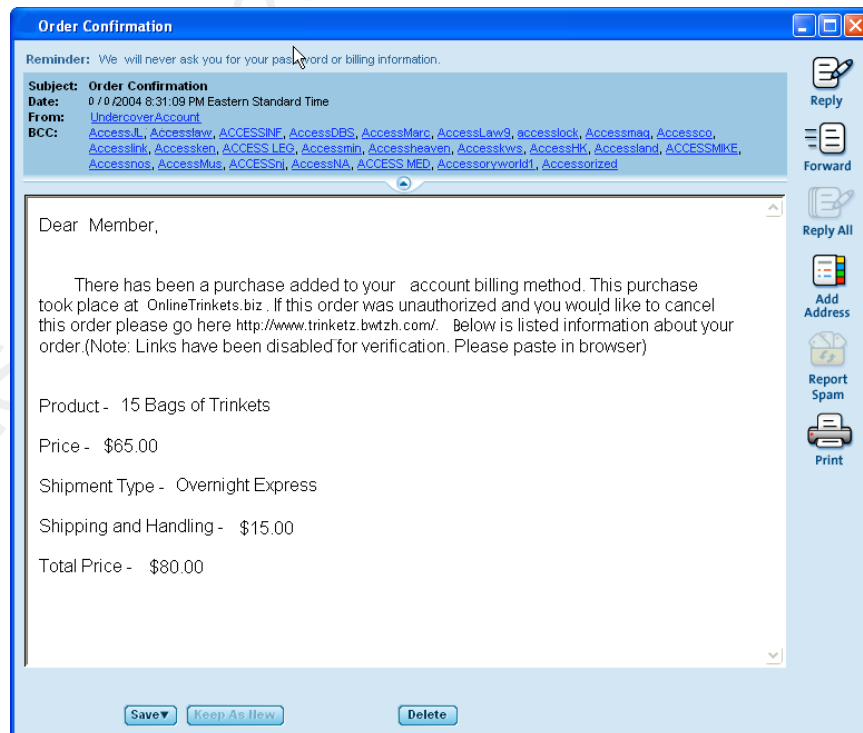 Order Confirmation
Reminder: We will never ask you for your password or billing information.
Subject: Order Confirmation
Date: 0 / 0 /2004 8:31:09 PM Eastern Standard Time
From: UndercoverAccount
BCC: AccessJL, Accesslaw, ACCESSINF, AccessDBS, AccessMarc, AccessLaw9, accesslock, Accessmag, Accessco,
Accesslink, Accessken, ACCESS LEG, Accessmin, Accessheaven, Accesskws, AccessHK, Accessland, ACCESSMIKE,
Accessnos, AccessMus, ACCESSnj, AccessNA, ACCESS MED, Accessoryworld1, Accessorized
Dear Member,
There has been a purchase added to your account billing method. This purchase
took place at OnlineTrinkets.biz . If this order was unauthorized and you would like to cancel
this order please go here http://www.trinketz.bwtzh.com/. Below is listed information about your
order.(Note: Links have been disabled for verification. Please paste in browser)
Product - 15 Bags of Trinkets
Price - $65.00
Shipment Type - Overnight Express
Shipping and Handling - $15.00
Total Price - $80.00
Reply
Forward
Reply All
Add
Address
Report
Spam
Print
Save
Keep As New
Delete